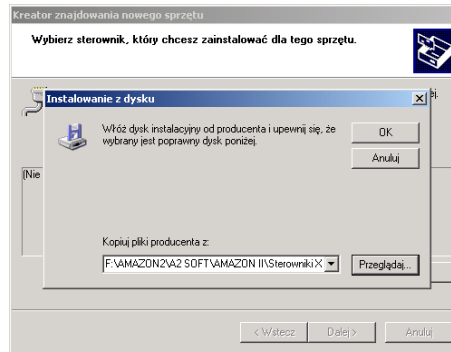 Kreator znajdowania nowego sprzętu
Wybierz sterownik, który chcesz zainstalować dla tego sprzętu.
Instalowanie z dysku
Włóż dysk instalacyjny od producenta i upewnij się, że
wybrany jest poprawny dysk poniżej.
OK
Anuluj
(Nie
Kopiuj pliki producenta z:
F:\AMAZON2\A2 SOFT\AMAZON II\Sterowniki X
Przeglądaj...
< Wstecz
Dalej >
Anuluj